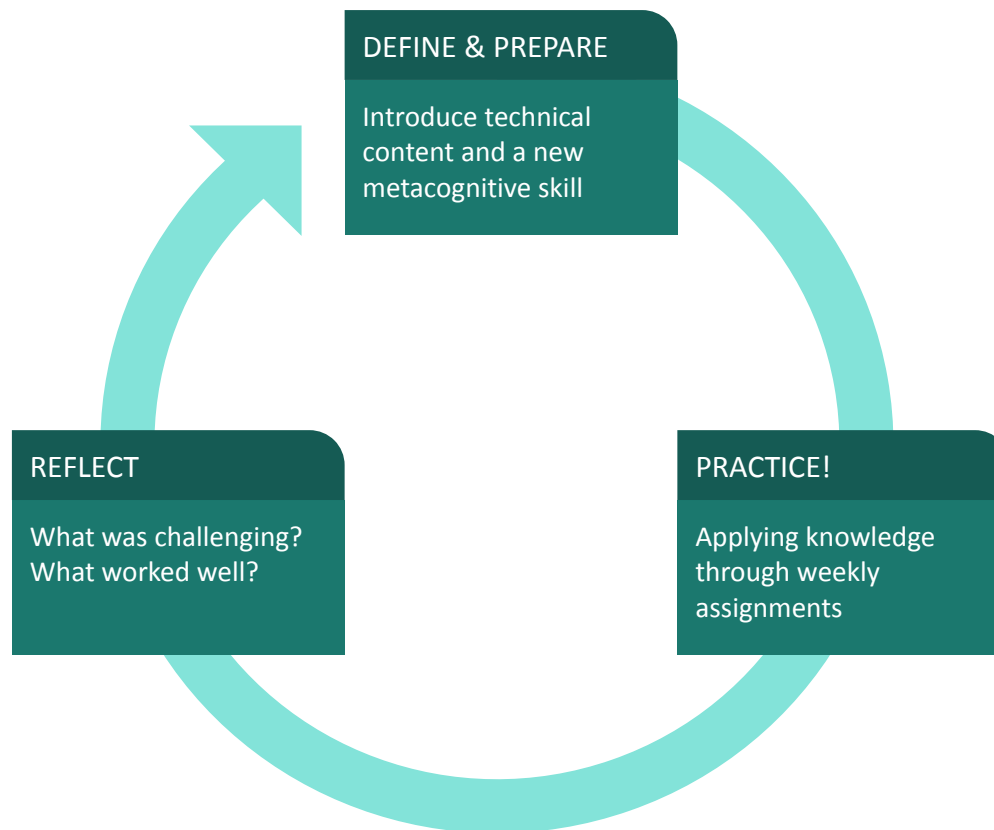 DEFINE & PREPARE
Introduce technical
content and a new
metacognitive skill
REFLECT
What was challenging?
What worked well?
PRACTICE!
Applying knowledge
through weekly
assignments